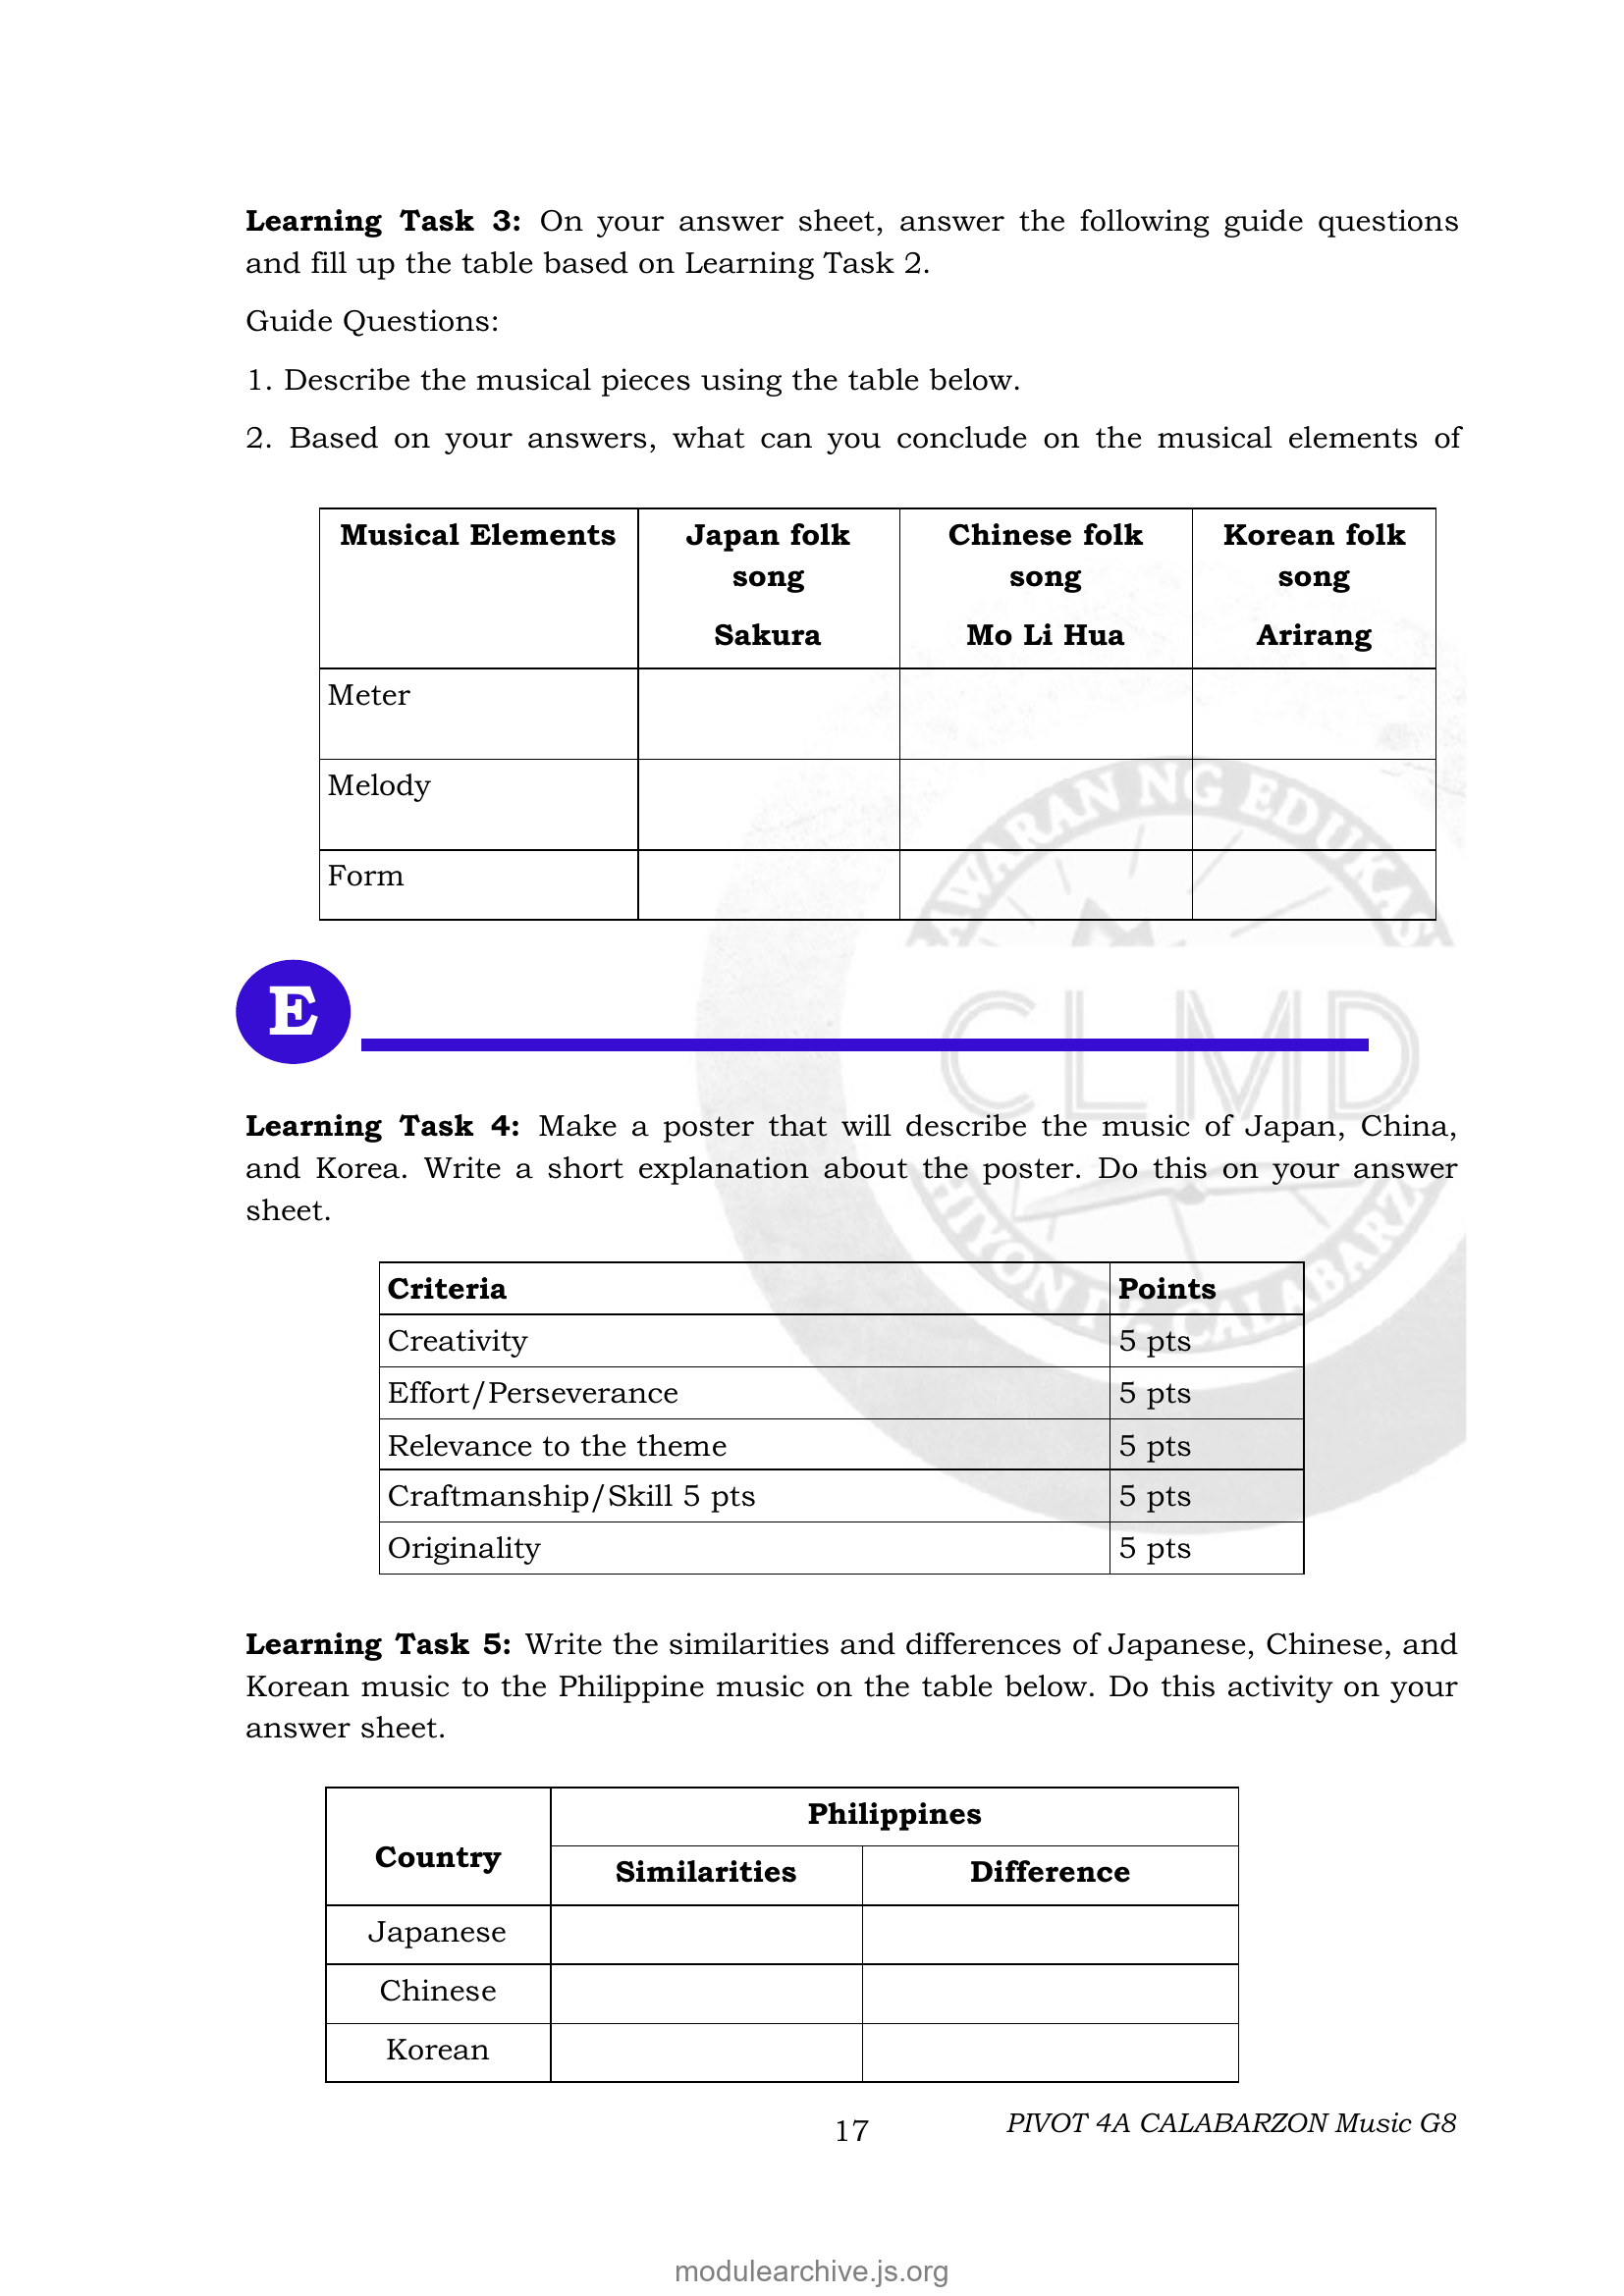 Learning Task 3: On your answer sheet, answer the following guide questions
and fill up the table based on Learning Task 2.
Guide Questions:
1. Describe the musical pieces using the table below.
2. Based on your answers, what can you conclude on the musical elements of
Musical Elements
Japan folk
song
Sakura
Chinese folk
song
Mo Li Hua
Korean folk
song
Arirang
Meter
Melody
Form
E
CLMD
Learning Task 4: Make a poster that will describe the music of Japan, China,
and Korea. Write a short explanation about the poster. Do this on your answer
sheet.
Criteria Points
Creativity 5 pts
Effort/Perseverance 5 pts
Relevance to the theme 5 pts
Craftmanship/Skill 5 pts 5 pts
Originality 5 pts
Learning Task 5: Write the similarities and differences of Japanese, Chinese, and
Korean music to the Philippine music on the table below. Do this activity on your
answer sheet.
Country
Philippines
Similarities Difference
Japanese
Chinese
Korean
17
PIVOT 4A CALABARZON Music G8
modulearchive.js.org